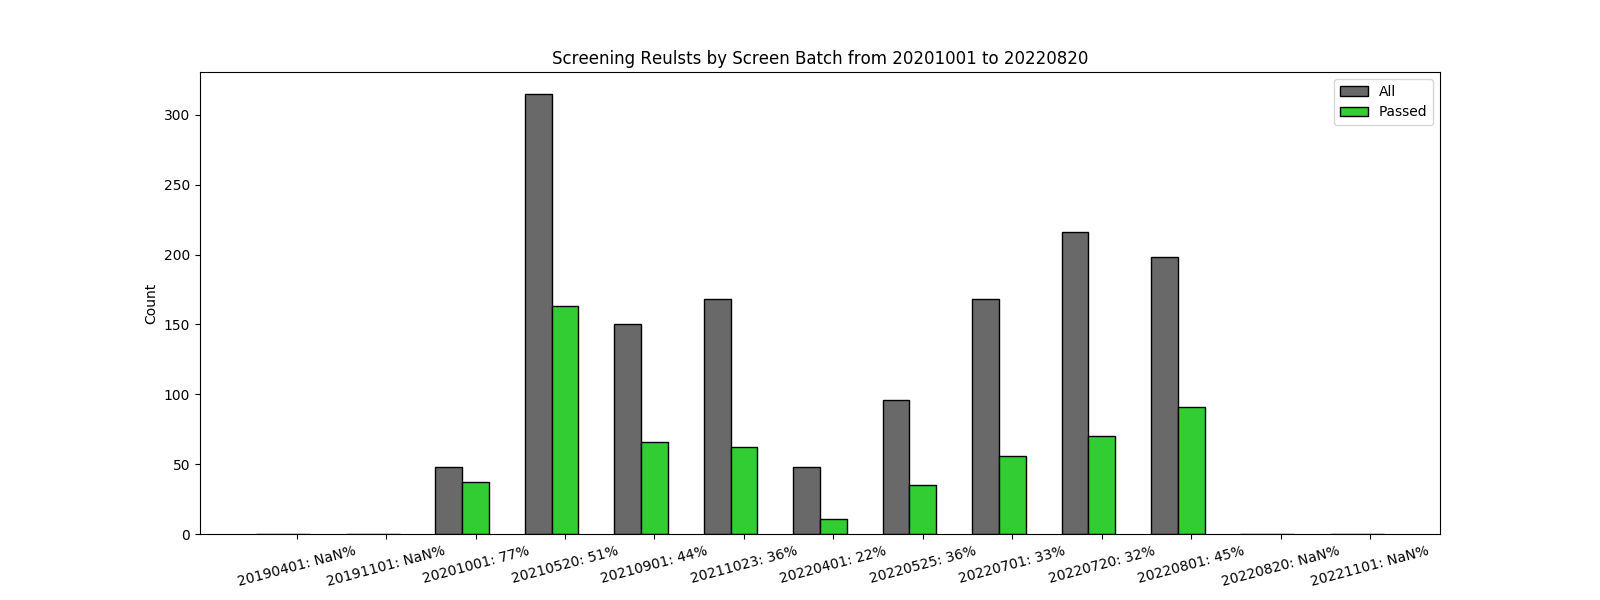 Screening Reulsts by Screen Batch from 20201001 to 20220820
All
Passed
Count
300
250
200
150
100
50
0
20190401: NaN%
20191101: NaN%
20201001: 77%
20210520: 51%
20210901: 44%
20211023: 36%
20220401: 22%
20220525: 36%
20220701: 33%
20220720: 32%
20220801: 45%
20220820: NaN%
20221101: NaN%